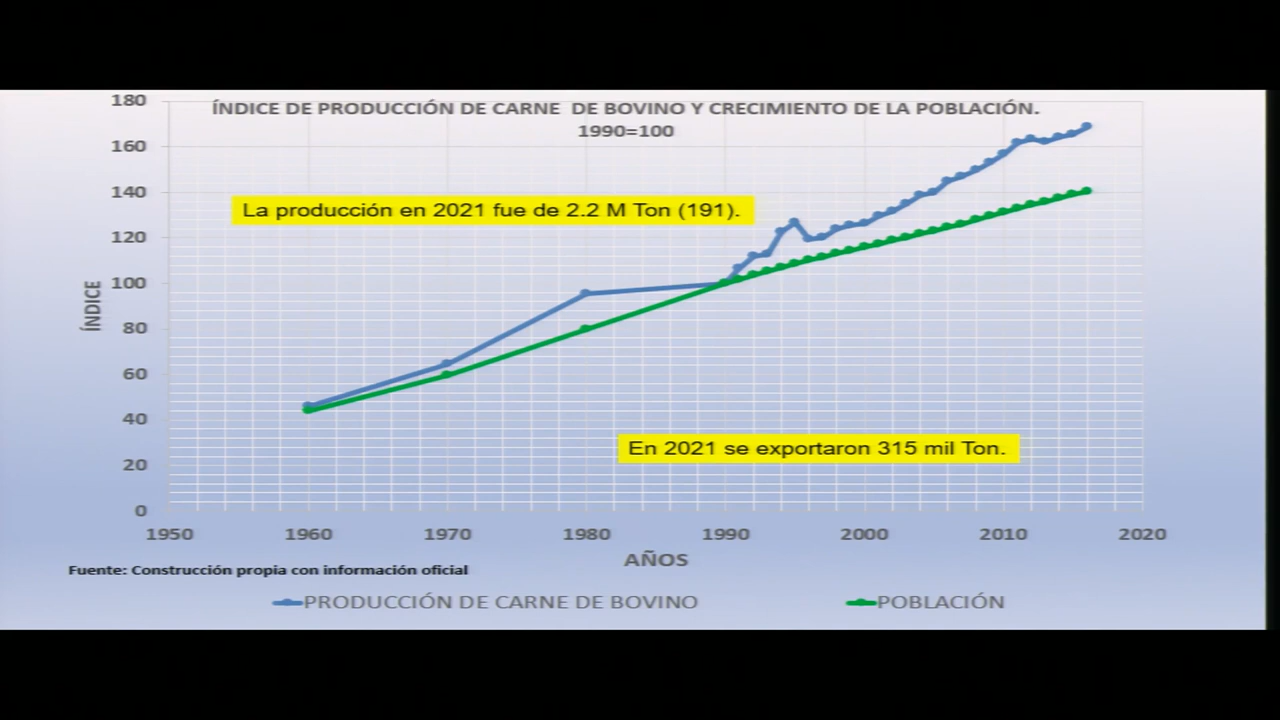 ÍNDICE DE PRODUCCIÓN DE CARNE DE BOVINO Y CRECIMIENTO DE LA POBLACIÓN.
1990=100
180
160
140
120
100
80
60
40
20
0
ÍNDICE
La producción en 2021 fue de 2.2 M Ton (191).
En 2021 se exportaron 315 mil Ton.
1950 1960 1970 1980 1990 2000 2010 2020
AÑOS
Fuente: Construcción propia con información oficial
PRODUCCIÓN DE CARNE DE BOVINO POBLACIÓN